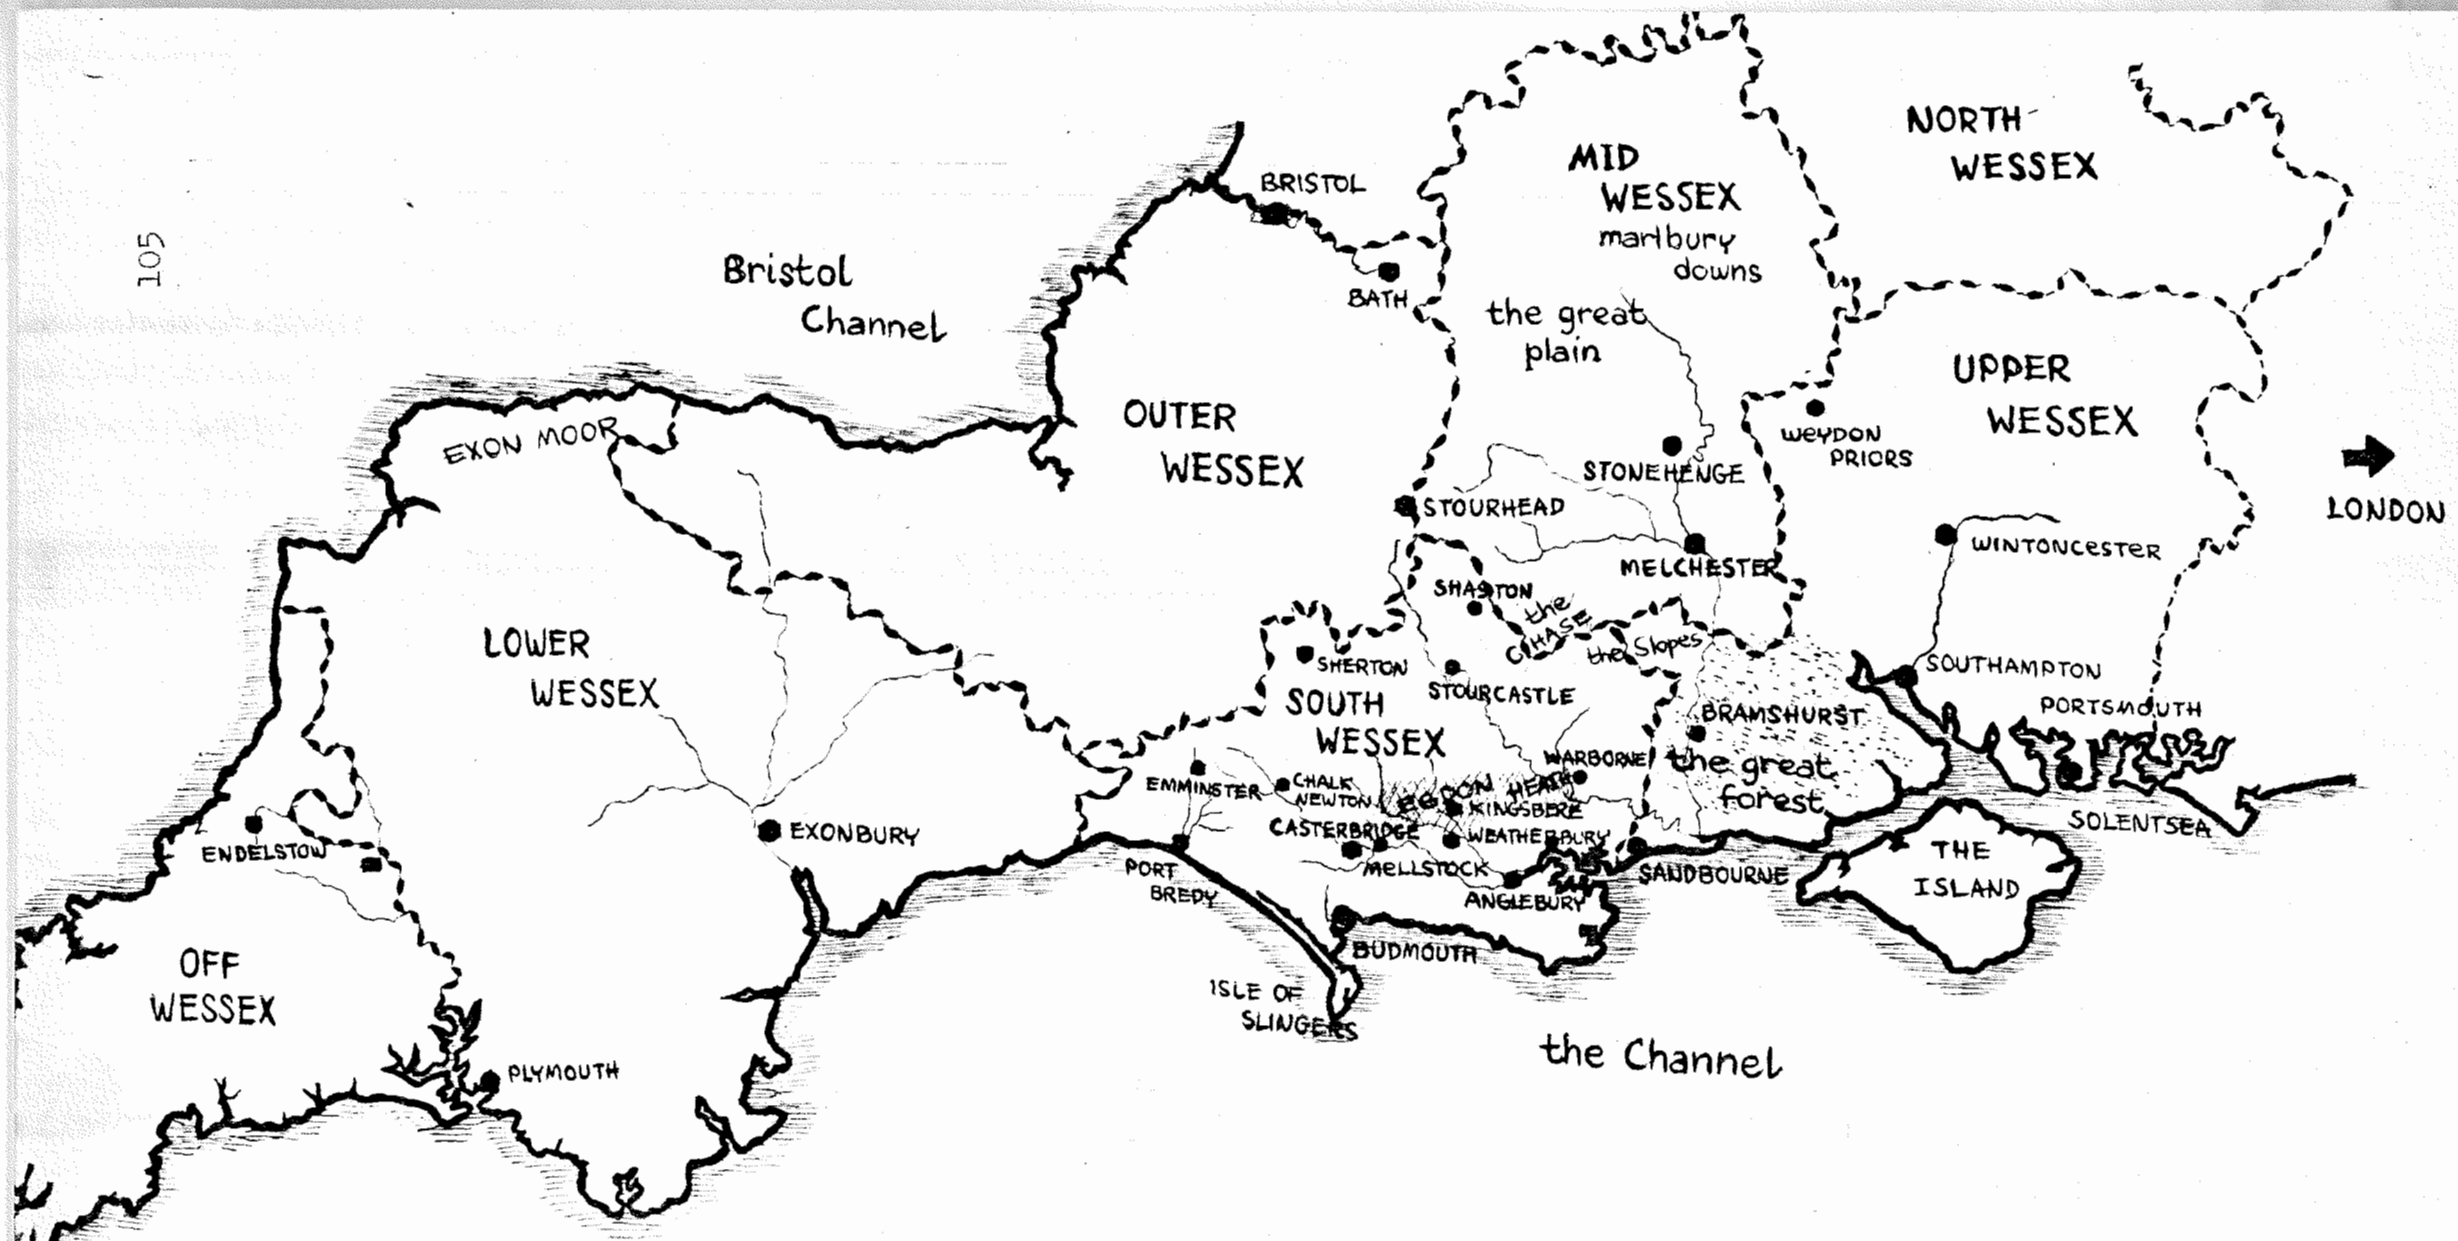 105
NORTH
WESSEX
MID
WESSEX
marlbury
downs
BRISTOL
Bristol
Channel
BATH
the great
plain
UPPER
WESSEX
OUTER
WESSEX
EXON MOOR
WEYDON
PRIORS
STONEHENGE
STOURHEAD
LONDON
WINTONCESTER
MELCHESTER
SHASTON
the
CHASE
the Slopes
LOWER
WESSEX
SHERTON
STOURCASTLE
SOUTHAMPTON
SOUTH
WESSEX
BRAMSHURST
PORTSMOUTH
WARBORNE
the great
forest
EMMINSTER
CHALK
NEWTON
EGDON HEATH
KINGSBERE
EXONBURY
CASTERBRIDGE
WEATHERBURY
SOLENTSEA
ENDELSTOW
PORT
BREDY
MELLSTOCK
SANDBOURNE
THE
ISLAND
ANGLEBURY
BUDMOUTH
OFF
WESSEX
ISLE OF
SLINGERS
the Channel
PLYMOUTH